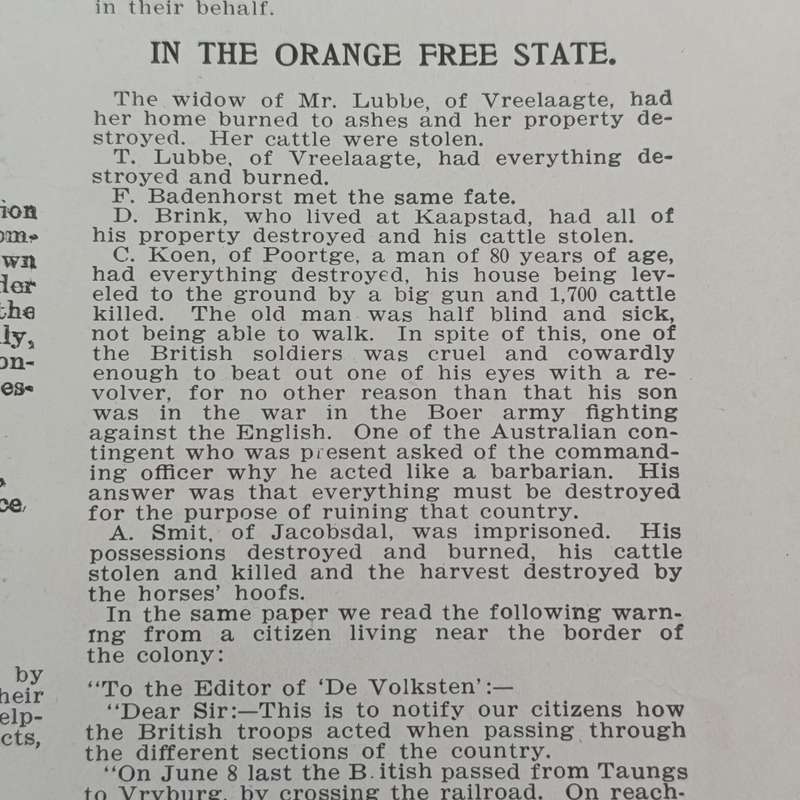 in their behalf.
IN THE ORANGE FREE STATE.
The widow of Mr. Lubbe, of Vreelaagte, had
her home burned to ashes and her property de-
stroyed. Her cattle were stolen.
T. Lubbe, of Vreelaagte, had everything de-
stroyed and burned.
F. Badenhorst met the same fate.
D. Brink, who lived at Kaapstad, had all of
his property destroyed and his cattle stolen.
C. Koen, of Poortge, a man of 80 years of age,
had everything destroyed, his house being lev-
eled to the ground by a big gun and 1,700 cattle
killed. The old man was half blind and sick,
not being able to walk. In spite of this, one of
the British soldiers was cruel and cowardly
enough to beat out one of his eyes with a re-
volver, for no other reason than that his son
was in the war in the Boer army fighting
against the English. One of the Australian con-
tingent who was present asked of the command-
ing officer why he acted like a barbarian. His
answer was that everything must be destroyed
for the purpose of ruining that country.
A. Smit, of Jacobsdal, was imprisoned. His
possessions destroyed and burned, his cattle
stolen and killed and the harvest destroyed by
the horses' hoofs.
In the same paper we read the following warn-
ing from a citizen living near the border of
the colony:
"To the Editor of 'De Volksten':—
"Dear Sir:—This is to notify our citizens how
the British troops acted when passing through
the different sections of the country.
"On June 8 last the B.itish passed from Taungs
to Vryburg, by crossing the railroad. On reach-